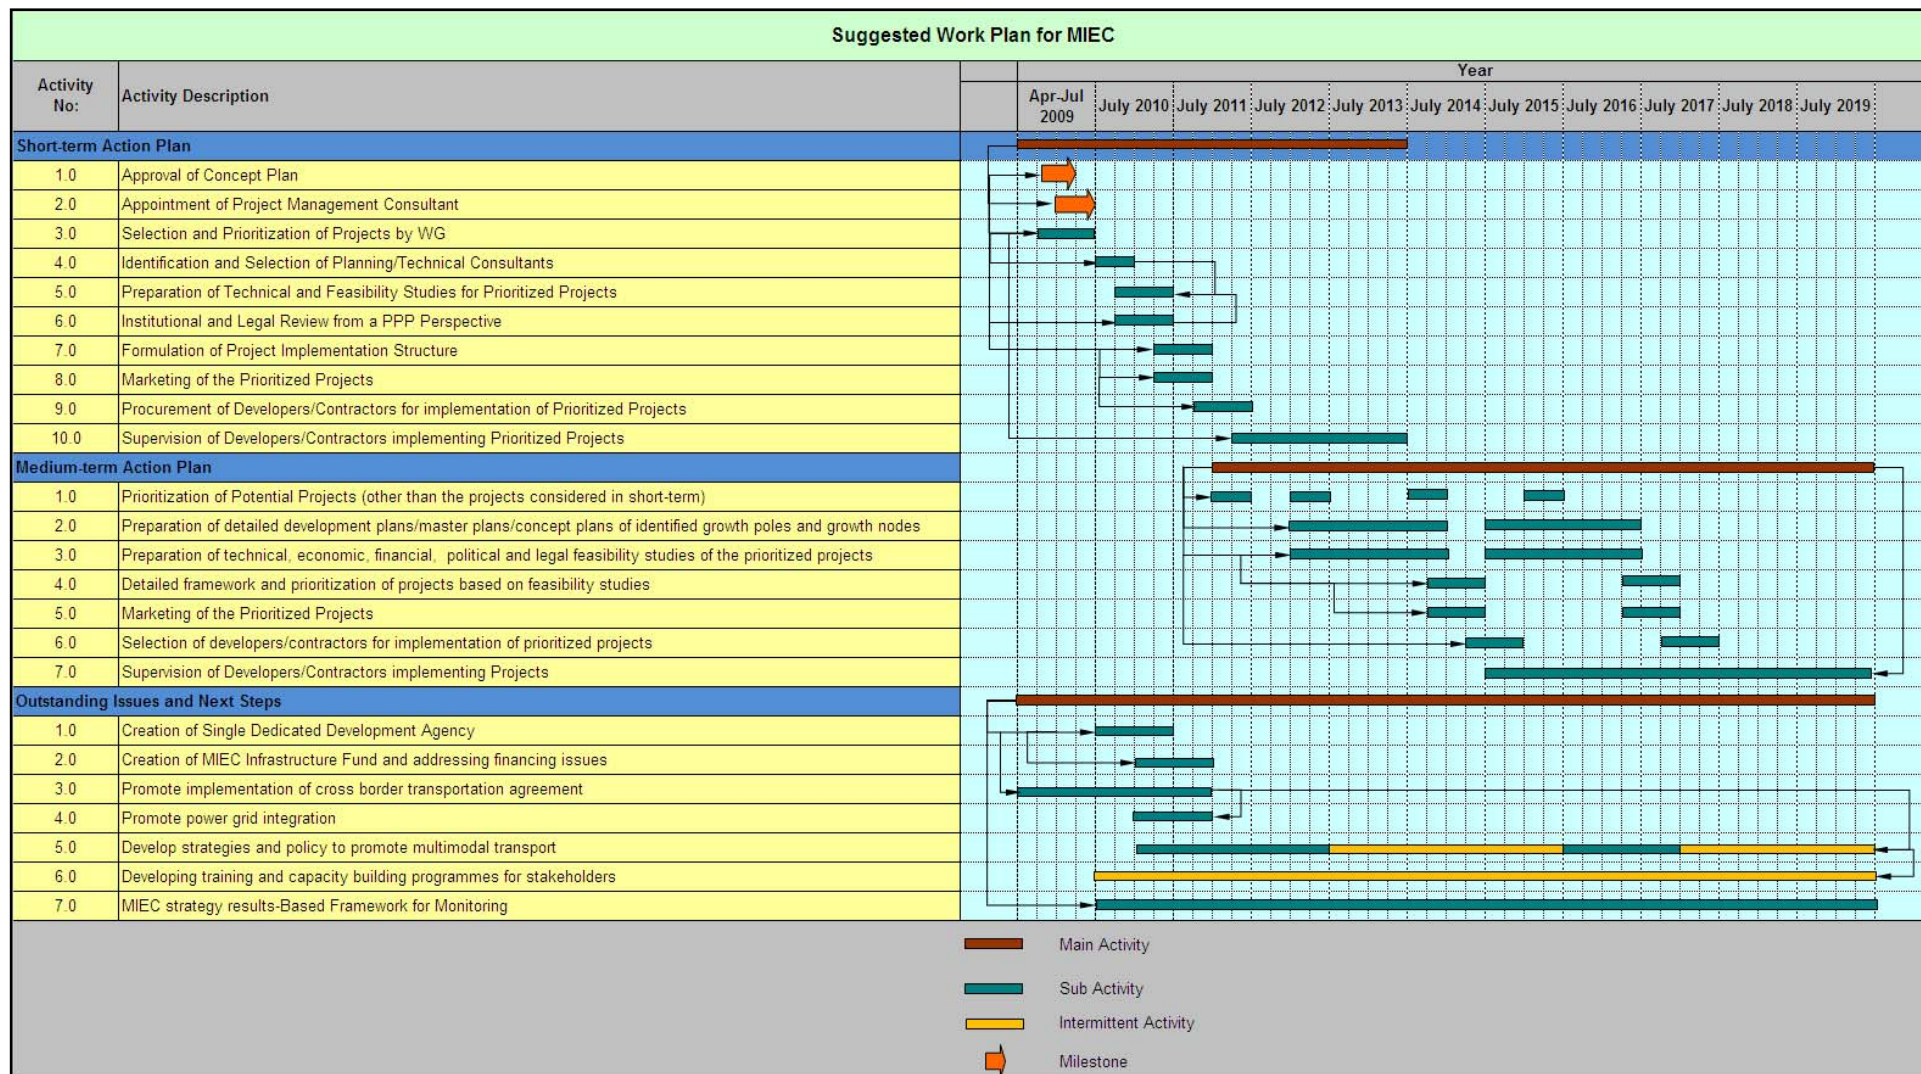 Suggested Work Plan for MIEC
Year
Activity No:
Activity Description
Apr-Jul 2009
July 2010
July 2011
July 2012
July 2013
July 2014
July 2015
July 2016
July 2017
July 2018
July 2019
Short-term Action Plan
1.0 Approval of Concept Plan
2.0 Appointment of Project Management Consultant
3.0 Selection and Prioritization of Projects by WG
4.0 Identification and Selection of Planning/Technical Consultants
5.0 Preparation of Technical and Feasibility Studies for Prioritized Projects
6.0 Institutional and Legal Review from a PPP Perspective
7.0 Formulation of Project Implementation Structure
8.0 Marketing of the Prioritized Projects
9.0 Procurement of Developers/Contractors for implementation of Prioritized Projects
10.0 Supervision of Developers/Contractors implementing Prioritized Projects
Medium-term Action Plan
1.0 Prioritization of Potential Projects (other than the projects considered in short-term)
2.0 Preparation of detailed development plans/master plans/concept plans of identified growth poles and growth nodes
3.0 Preparation of technical, economic, financial, political and legal feasibility studies of the prioritized projects
4.0 Detailed framework and prioritization of projects based on feasibility studies
5.0 Marketing of the Prioritized Projects
6.0 Selection of developers/contractors for implementation of prioritized projects
7.0 Supervision of Developers/Contractors implementing Projects
Outstanding Issues and Next Steps
1.0 Creation of Single Dedicated Development Agency
2.0 Creation of MIEC Infrastructure Fund and addressing financing issues
3.0 Promote implementation of cross border transportation agreement
4.0 Promote power grid integration
5.0 Develop strategies and policy to promote multimodal transport
6.0 Developing training and capacity building programmes for stakeholders
7.0 MIEC strategy results-Based Framework for Monitoring
Main Activity
Sub Activity
Intermittent Activity
Milestone